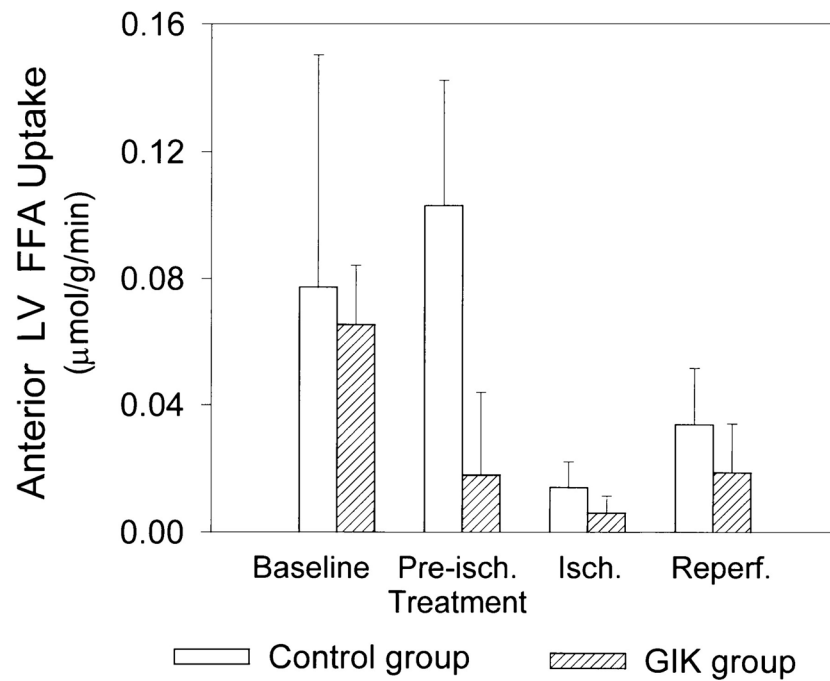 Anterior LV FFA Uptake
(μmol/g/min)
0.16
0.12
0.08
0.04
0.00
Baseline Pre-isch. Isch. Reperf.
Treatment
Control group GIK group